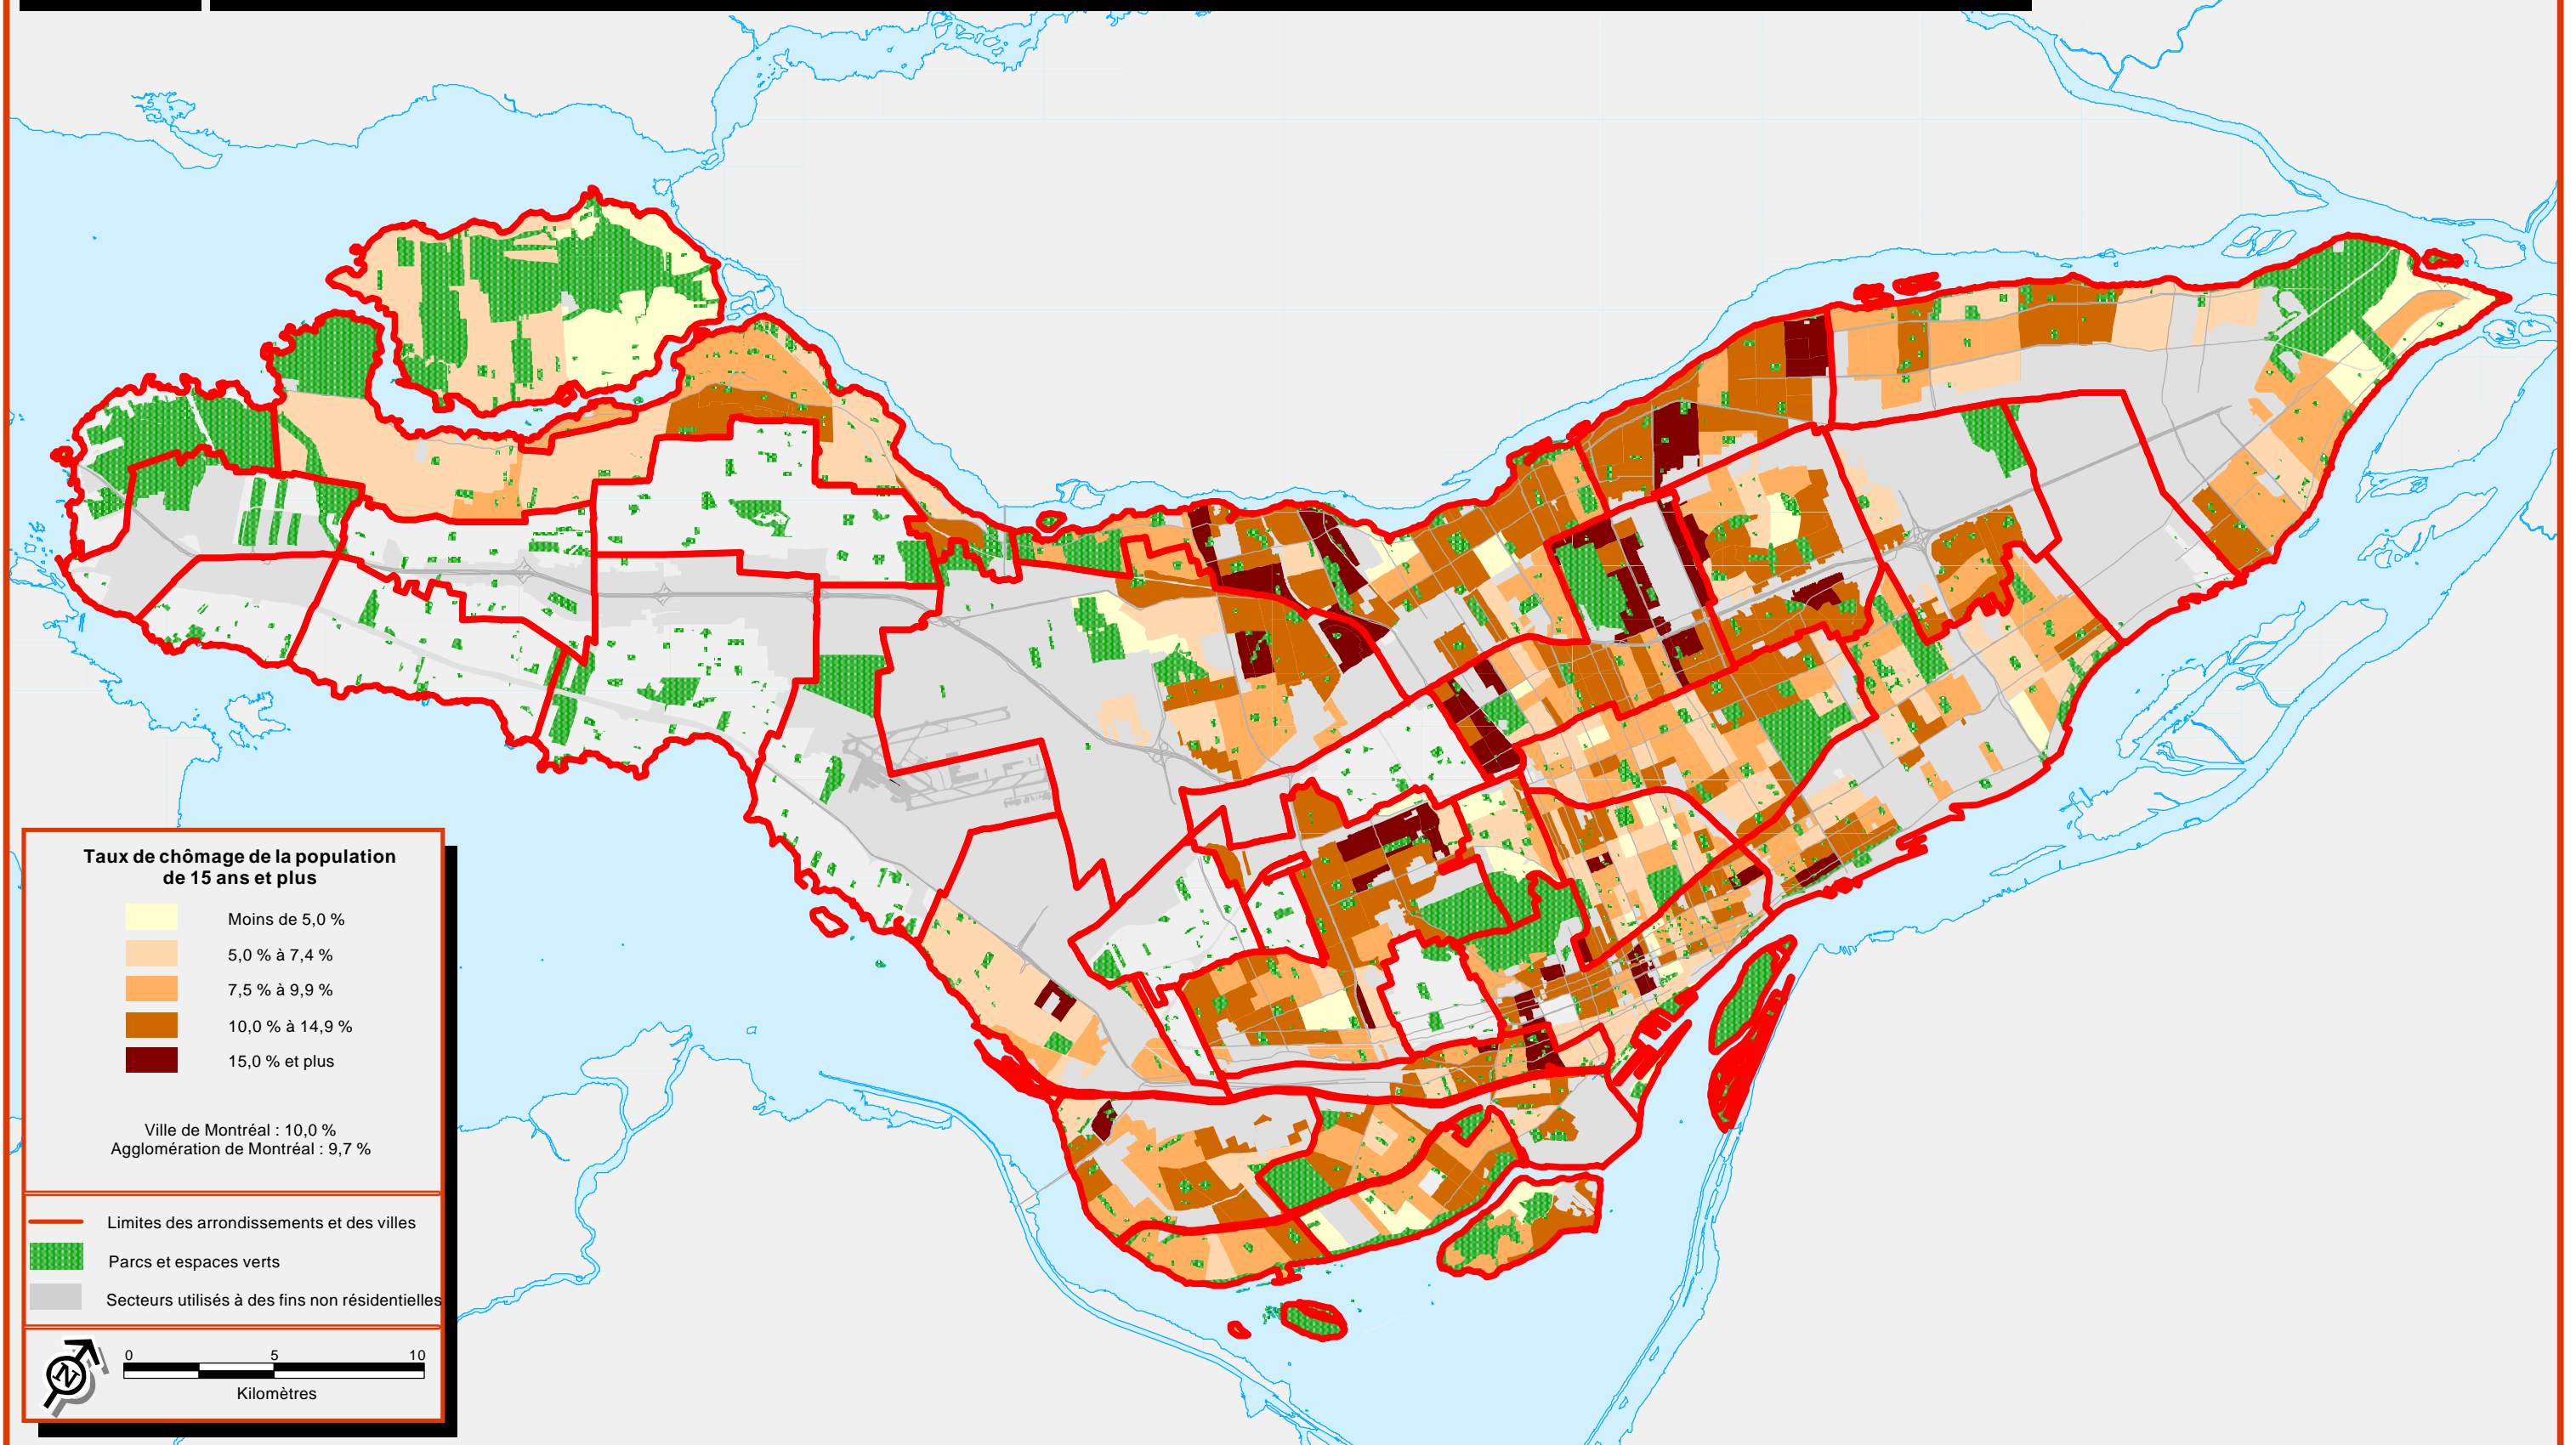 Taux de chômage de la population
de 15 ans et plus
Moins de 5,0 %
5,0 % à 7,4 %
7,5 % à 9,9 %
10,0 % à 14,9 %
15,0 % et plus
Ville de Montréal : 10,0 %
Agglomération de Montréal : 9,7 %
Limites des arrondissements et des villes
Parcs et espaces verts
Secteurs utilisés à des fins non résidentielles
N
0 5 10
Kilomètres